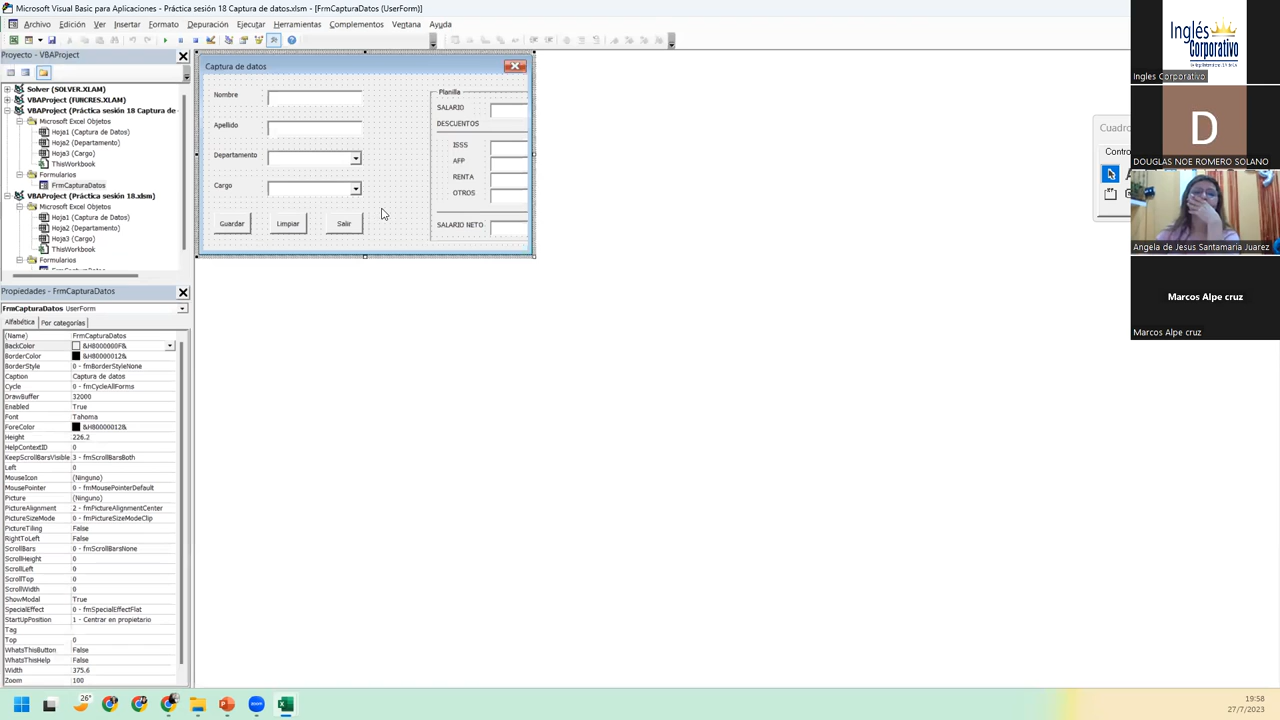 Microsoft Visual Basic para Aplicaciones - Práctica sesión 18 Captura de datos.xlsm - [FrmCapturaDatos (UserForm)]
Archivo Edición Ver Insertar Formato Depuración Ejecutar Herramientas Complementos Ventana Ayuda
Proyecto - VBAProject
Solver (SOLVER.XLAM)
VBAProject (FUNCRES.XLAM)
VBAProject (Práctica sesión 18 Captura de
Microsoft Excel Objetos
Hoja1 (Captura de Datos)
Hoja2 (Departamento)
Hoja3 (Cargo)
ThisWorkbook
Formularios
FrmCapturaDatos
VBAProject (Práctica sesión 18.xlsm)
Microsoft Excel Objetos
Hoja1 (Captura de Datos)
Hoja2 (Departamento)
Hoja3 (Cargo)
ThisWorkbook
Formularios
FrmCapturaDatos
Propiedades - FrmCapturaDatos
FrmCapturaDatos UserForm
Alfabética Por categorías
(Name) FrmCapturaDatos
BackColor &H8000000F&
BorderColor &H80000012&
BorderStyle 0 - fmBorderStyleNone
Caption Captura de datos
Cycle 0 - fmCycleAllForms
DrawBuffer 32000
Enabled True
Font Tahoma
ForeColor &H80000012&
Height 226.2
HelpContextID 0
KeepScrollBarsVisible 3 - fmScrollBarsBoth
Left 0
MouseIcon (Ninguno)
MousePointer 0 - fmMousePointerDefault
Picture (Ninguno)
PictureAlignment 2 - fmPictureAlignmentCenter
PictureSizeMode 0 - fmPictureSizeModeClip
PictureTiling False
RightToLeft False
ScrollBars 0 - fmScrollBarsNone
ScrollHeight 0
ScrollLeft 0
ScrollTop 0
ScrollWidth 0
ShowModal True
SpecialEffect 0 - fmSpecialEffectFlat
StartUpPosition 1 - Centrar en propietario
Tag
Top 0
WhatsThisButton False
WhatsThisHelp False
Width 375.6
Zoom 100
Captura de datos
Nombre
Apellido
Departamento
Cargo
Guardar Limpiar Salir
Planilla
SALARIO
DESCUENTOS
ISSS
AFP
RENTA
OTROS
SALARIO NETO
Cuadro
Contro
Inglés
Corporativo
Ingles Corporativo
D
DOUGLAS NOE ROMERO SOLANO
Angela de Jesus Santamaria Juarez
Marcos Alpe cruz
Marcos Alpe cruz
26°
19:58
27/7/2023